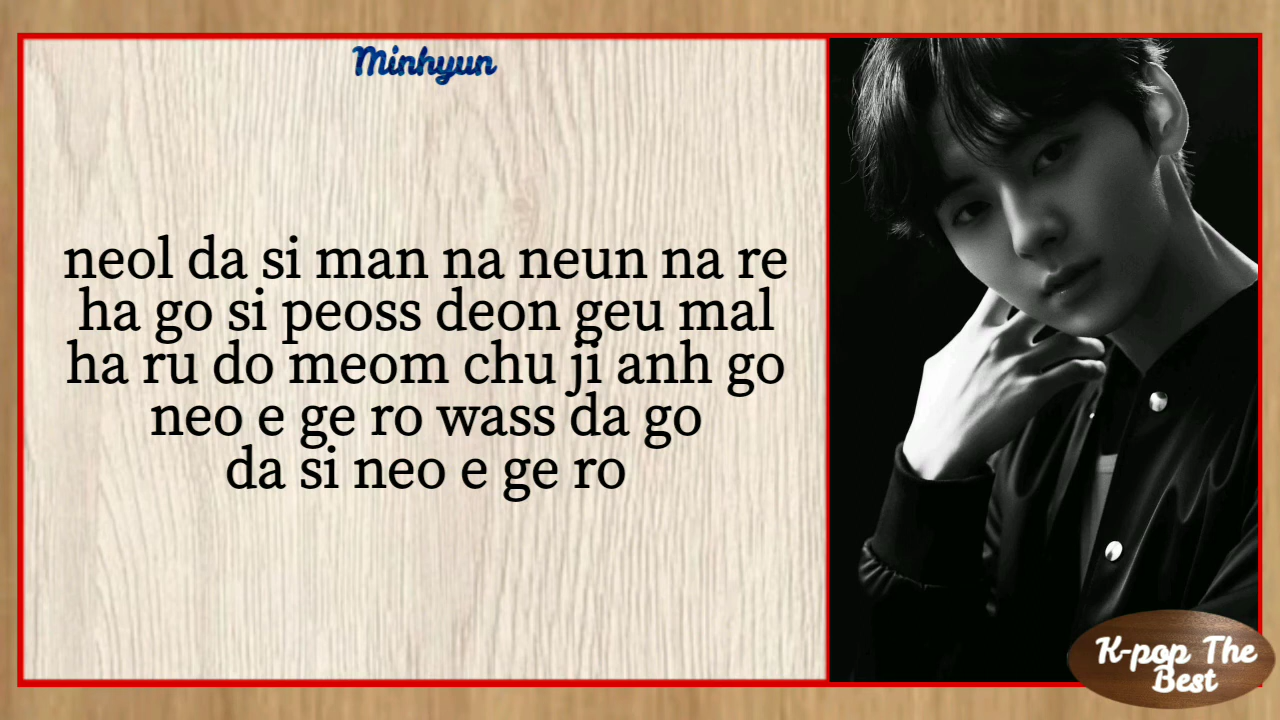 Minhyun
neol da si man na neun na re
ha go si peoss deon geu mal
ha ru do meom chu ji anh go
neo e ge ro wass da go
da si neo e ge ro
K-pop The
Best